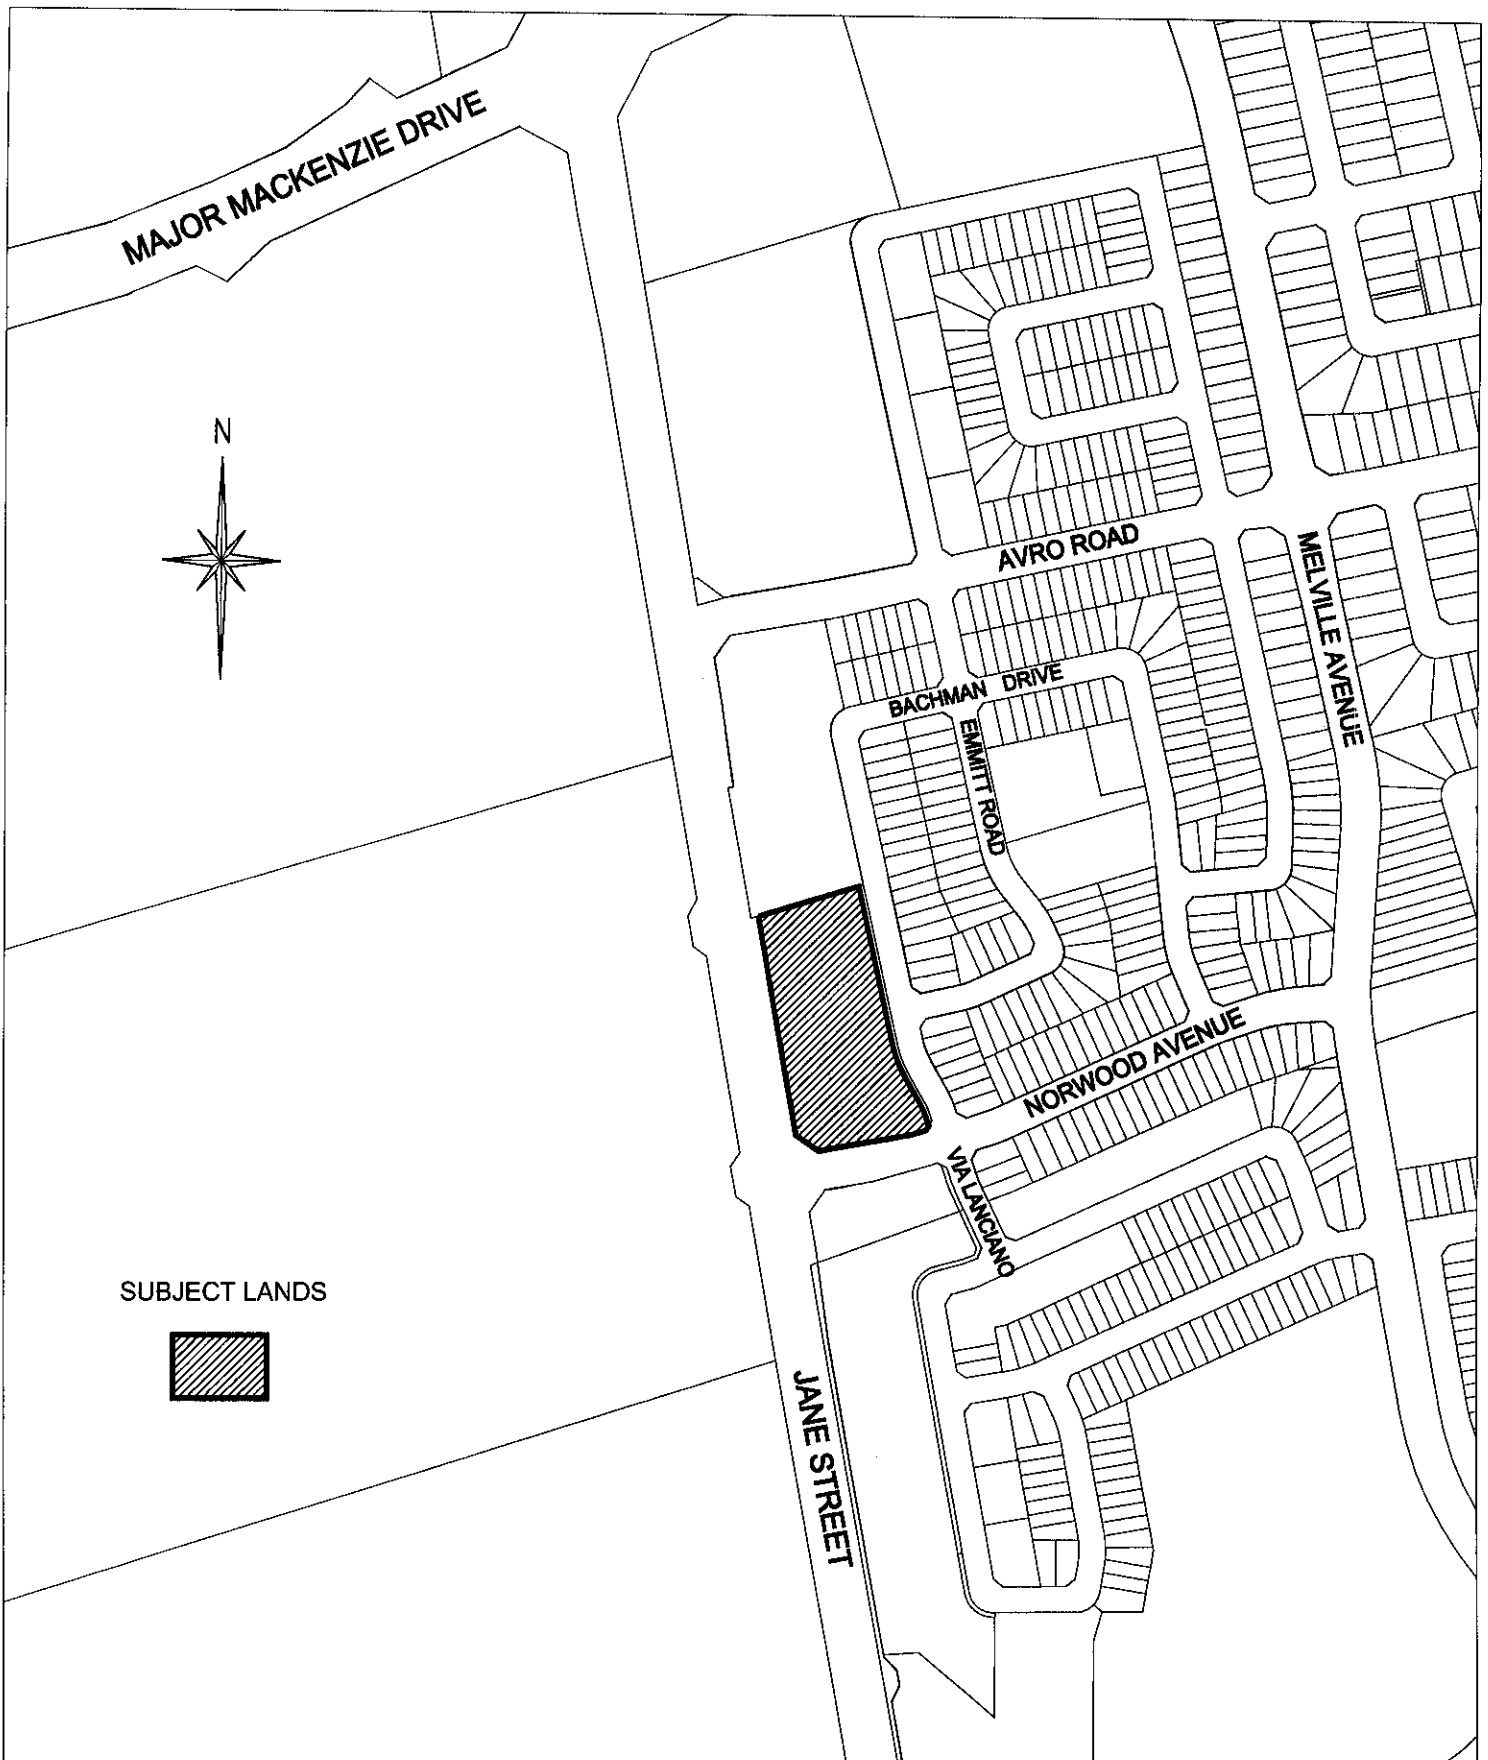 MAJOR MACKENZIE DRIVE
N
AVRO ROAD
MELVILLE AVENUE
BACHMAN DRIVE
EMMITT ROAD
NORWOOD AVENUE
VIA LANCIANO
SUBJECT LANDS
JANE STREET